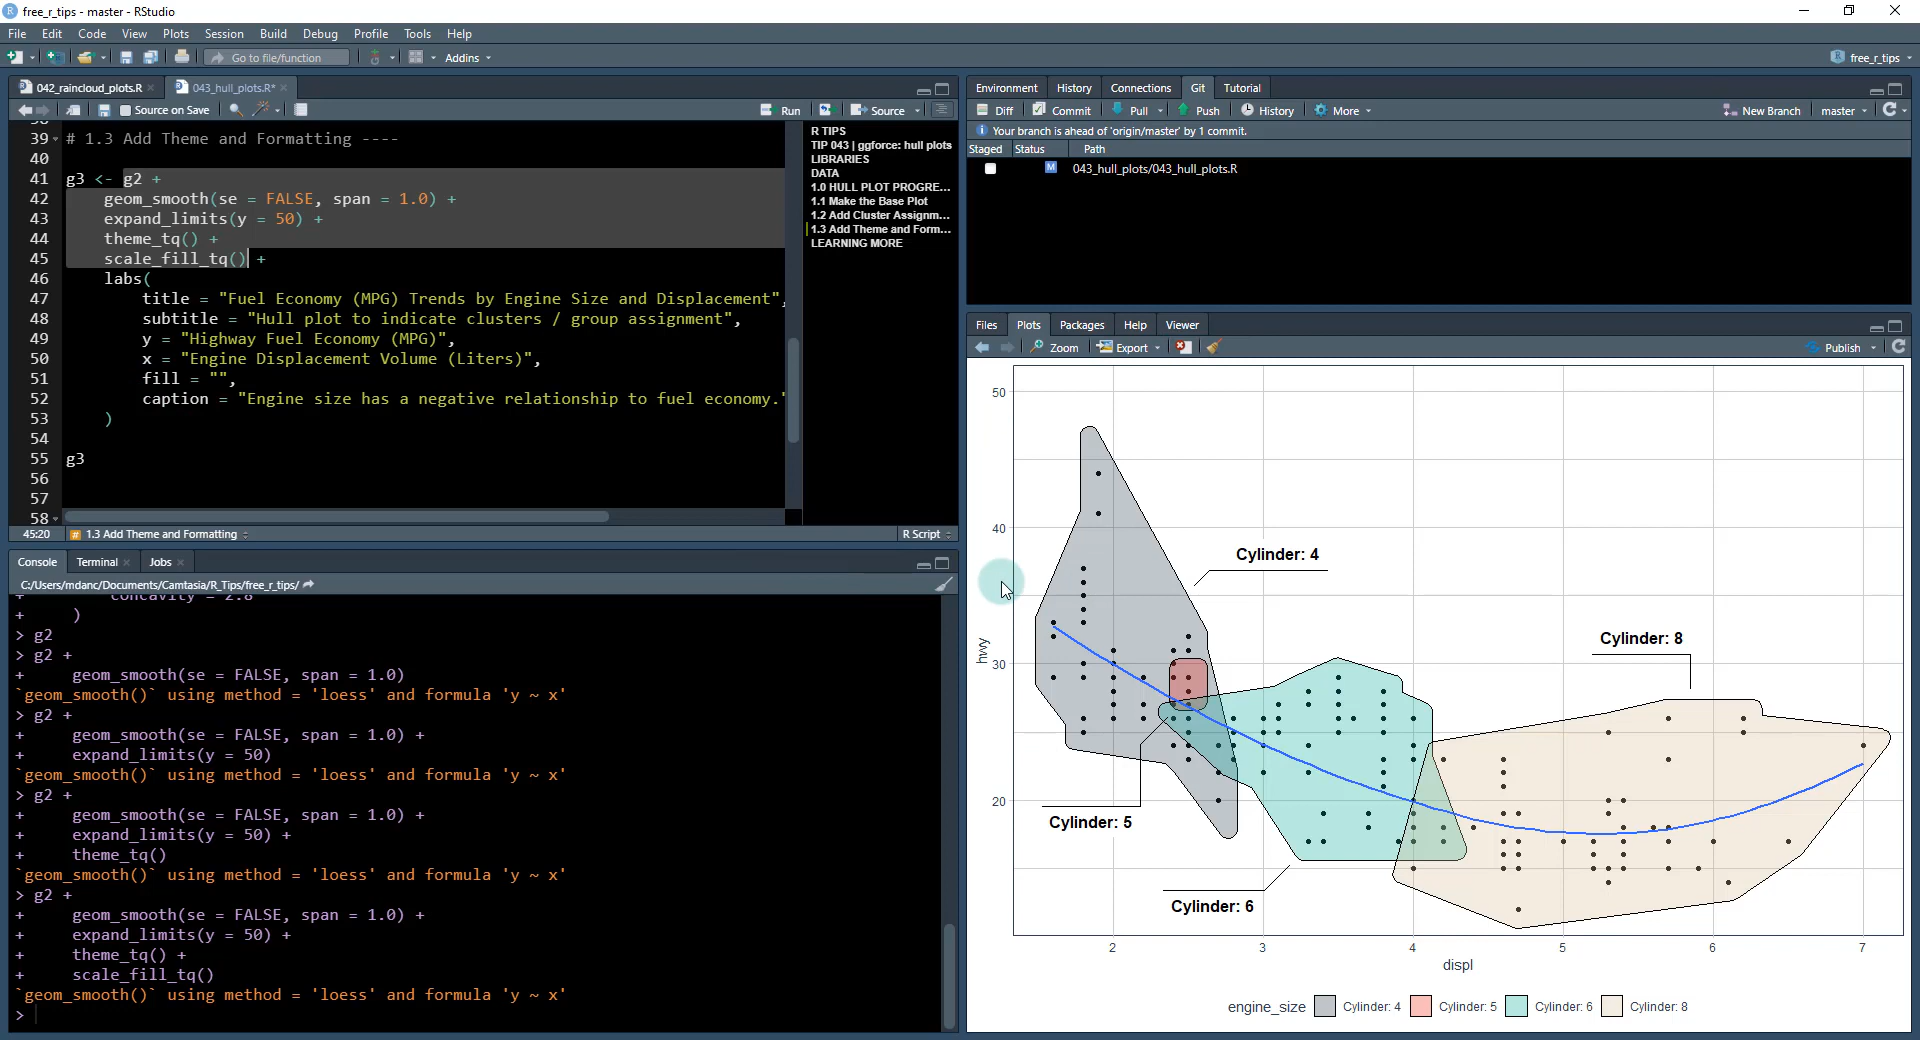 free_r_tips - master - RStudio
File Edit Code View Plots Session Build Debug Profile Tools Help
Go to file/function Addins free_r_tips
042_raincloud_plots.R 043_hull_plots.R*
Source on Save Run Source
39 # 1.3 Add Theme and Formatting ----
40
41 g3 <- g2 +
42 geom_smooth(se = FALSE, span = 1.0) +
43 expand_limits(y = 50) +
44 theme_tq() +
45 scale_fill_tq() +
46 labs(
47 title = "Fuel Economy (MPG) Trends by Engine Size and Displacement",
48 subtitle = "Hull plot to indicate clusters / group assignment",
49 y = "Highway Fuel Economy (MPG)",
50 x = "Engine Displacement Volume (Liters)",
51 fill = "",
52 caption = "Engine size has a negative relationship to fuel economy."
53 )
54
55 g3
56
57
58
R TIPS
TIP 043 | ggforce: hull plots
LIBRARIES
DATA
1.0 HULL PLOT PROGRE...
1.1 Make the Base Plot
1.2 Add Cluster Assignm...
1.3 Add Theme and Form...
LEARNING MORE
45:20 # 1.3 Add Theme and Formatting R Script
Console Terminal Jobs
C:/Users/mdanc/Documents/Camtasia/R_Tips/free_r_tips/
+ concavity = 2.8
+ )
> g2
> g2 +
+ geom_smooth(se = FALSE, span = 1.0)
`geom_smooth()` using method = 'loess' and formula 'y ~ x'
> g2 +
+ geom_smooth(se = FALSE, span = 1.0) +
+ expand_limits(y = 50)
`geom_smooth()` using method = 'loess' and formula 'y ~ x'
> g2 +
+ geom_smooth(se = FALSE, span = 1.0) +
+ expand_limits(y = 50) +
+ theme_tq()
`geom_smooth()` using method = 'loess' and formula 'y ~ x'
> g2 +
+ geom_smooth(se = FALSE, span = 1.0) +
+ expand_limits(y = 50) +
+ theme_tq() +
+ scale_fill_tq()
`geom_smooth()` using method = 'loess' and formula 'y ~ x'
>
Environment History Connections Git Tutorial
Diff Commit Pull Push History More New Branch master
Your branch is ahead of 'origin/master' by 1 commit.
Staged Status Path
M 043_hull_plots/043_hull_plots.R
Files Plots Packages Help Viewer
Zoom Export Publish
50
40
30
20
hwy
Cylinder: 4
Cylinder: 8
Cylinder: 5
Cylinder: 6
2 3 4 5 6 7
displ
engine_size Cylinder: 4 Cylinder: 5 Cylinder: 6 Cylinder: 8